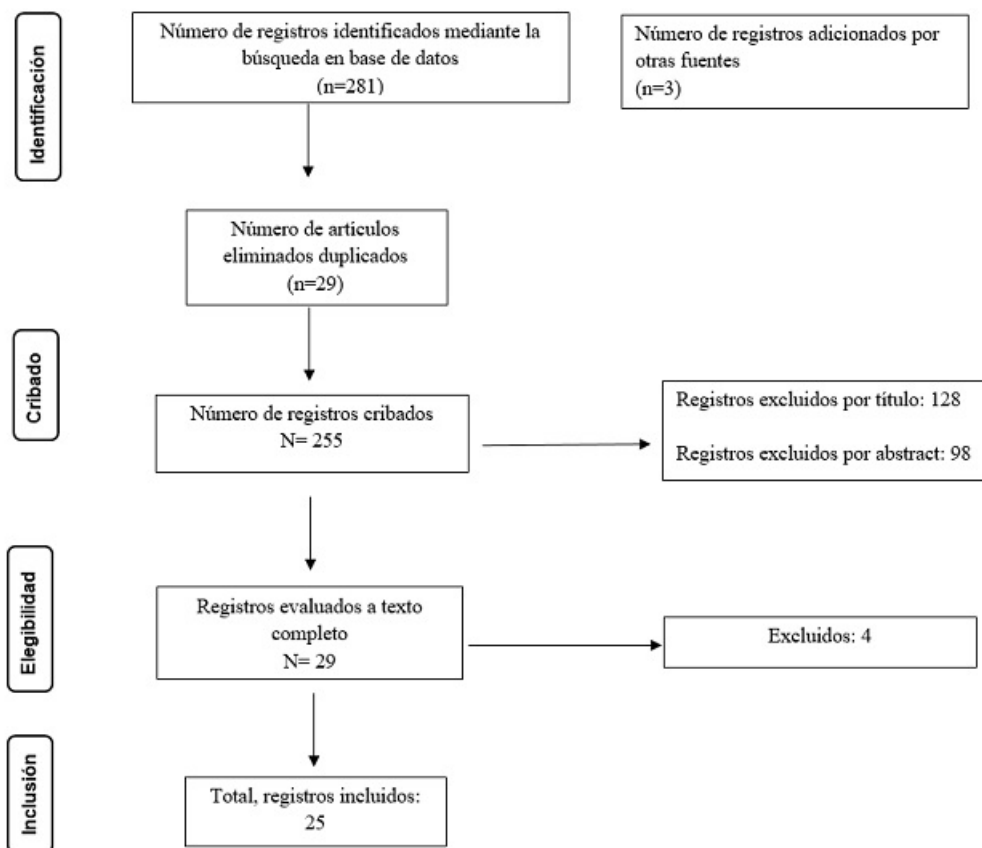 Identificación
Número de registros identificados mediante la
búsqueda en base de datos
(n=281)
Número de registros adicionados por
otras fuentes
(n=3)
Número de artículos
eliminados duplicados
(n=29)
Cribado
Número de registros cribados
N= 255
Registros excluidos por título: 128
Registros excluidos por abstract: 98
Elegibilidad
Registros evaluados a texto
completo
N= 29
Excluidos: 4
Inclusión
Total, registros incluidos:
25